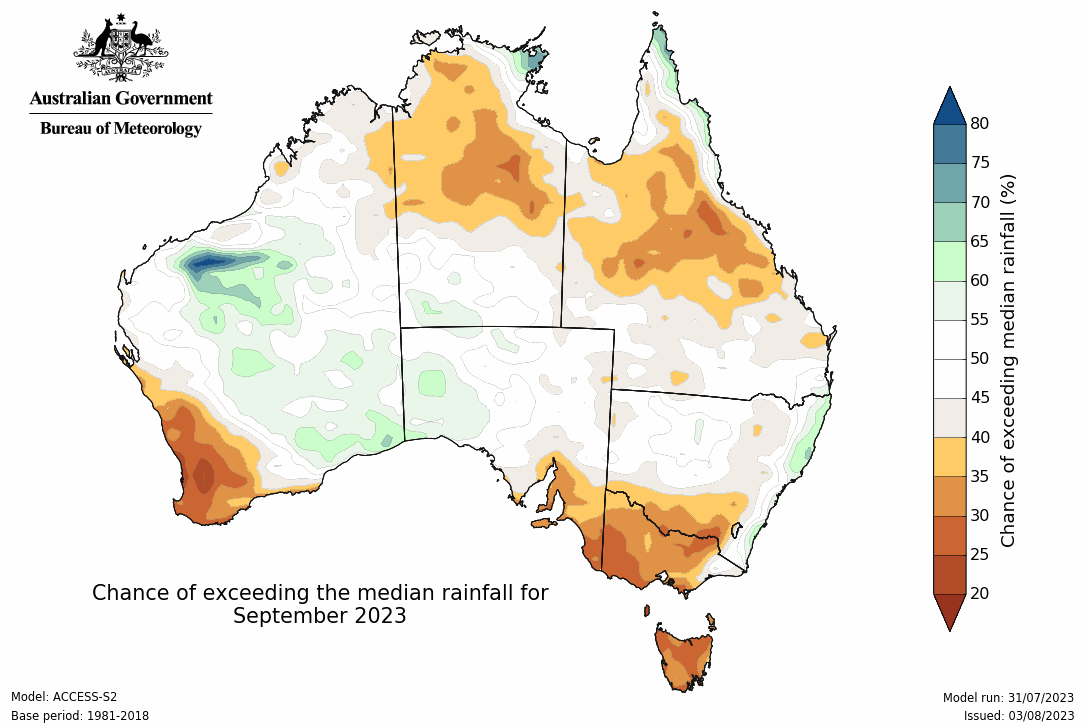 AUSTRALIA
Australian Government
Bureau of Meteorology
80
75
70
65
60
55
50
45
40
35
30
25
20
Chance of exceeding median rainfall (%)
Chance of exceeding the median rainfall for
September 2023
Model: ACCESS-S2
Base period: 1981-2018
Model run: 31/07/2023
Issued: 03/08/2023